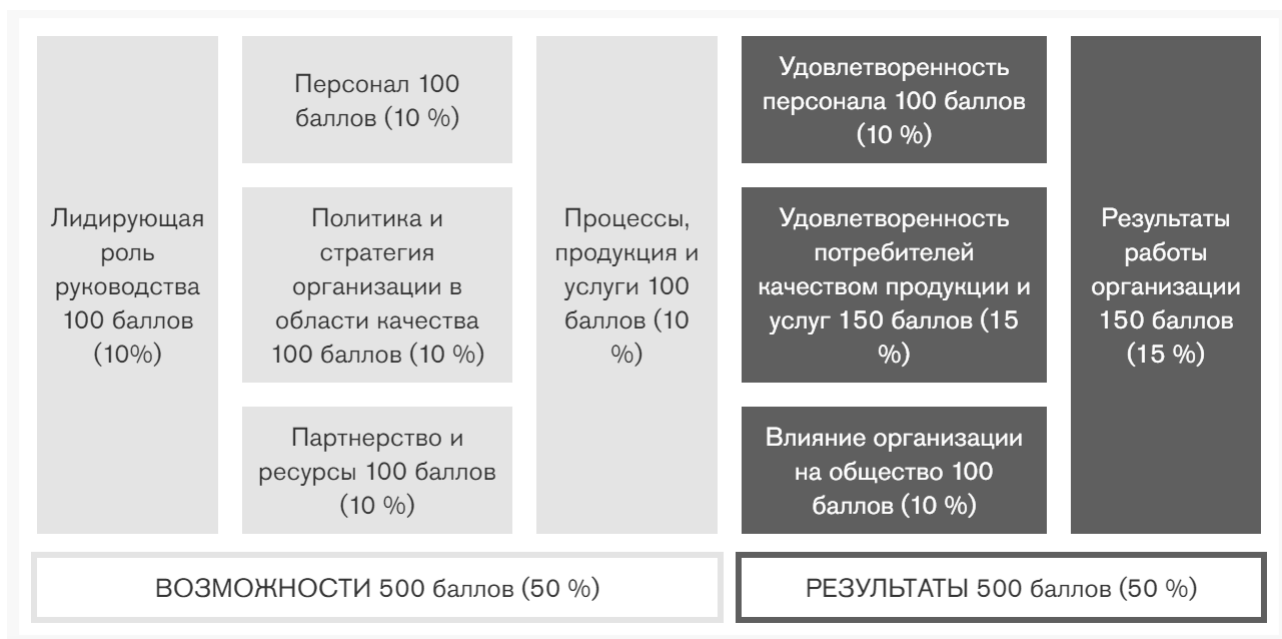 Лидирующая
роль
руководства
100 баллов
(10%)
Персонал 100
баллов (10 %)
Политика и
стратегия
организации в
области качества
100 баллов (10 %)
Партнерство и
ресурсы 100 баллов
(10 %)
Процессы,
продукция и
услуги 100
баллов (10
%)
Удовлетворенность
персонала 100 баллов
(10 %)
Удовлетворенность
потребителей
качеством продукции и
услуг 150 баллов (15
%)
Влияние организации
на общество 100
баллов (10 %)
Результаты
работы
организации
150 баллов
(15 %)
ВОЗМОЖНОСТИ 500 баллов (50 %)
РЕЗУЛЬТАТЫ 500 баллов (50 %)